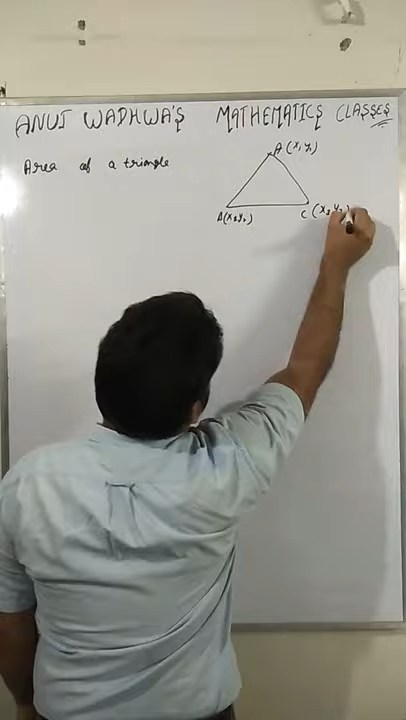 ANUJ WADHWA'S MATHEMATICS CLASSES
Area of a triangle
A (x₁ y₁)
B(x₂ y₂)
C (x₃ y₃)